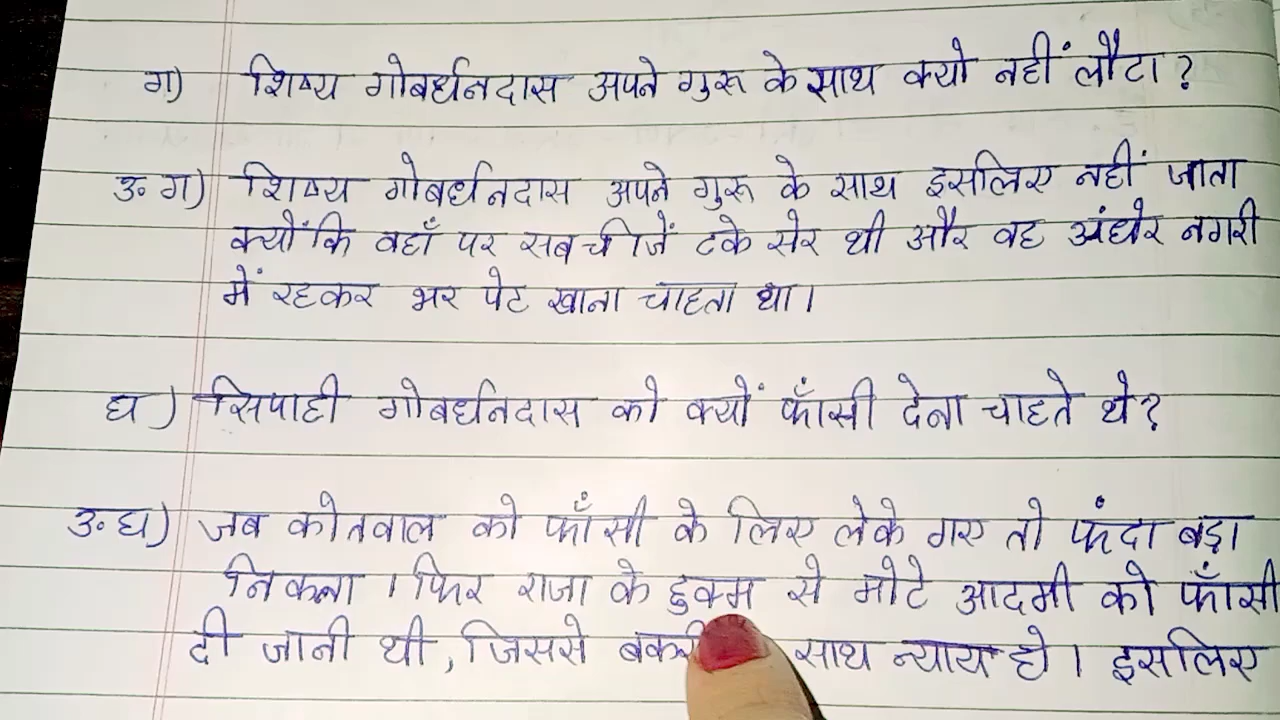 ग) शिष्य गोबर्धनदास अपने गुरू के साथ क्यो नहीं लौटा?
उ॰ ग) शिष्य गोबर्धनदास अपने गुरू के साथ इसलिए नहीं जाता
क्योंकि वहाँ पर सब चीजें टके सेर थी और वह अंधेर नगरी
में रहकर भर पेट खाना चाहता था।
घ) सिपाही गोबर्धनदास को क्यों फाँसी देना चाहते थे?
उ॰ घ) जब कोतवाल को फाँसी के लिए लेके गए तो फंदा बड़ा
निकला। फिर राजा के हुक्म से मोटे आदमी को फाँसी
दी जानी थी, जिससे बकरी साथ न्याय हो। इसलिए